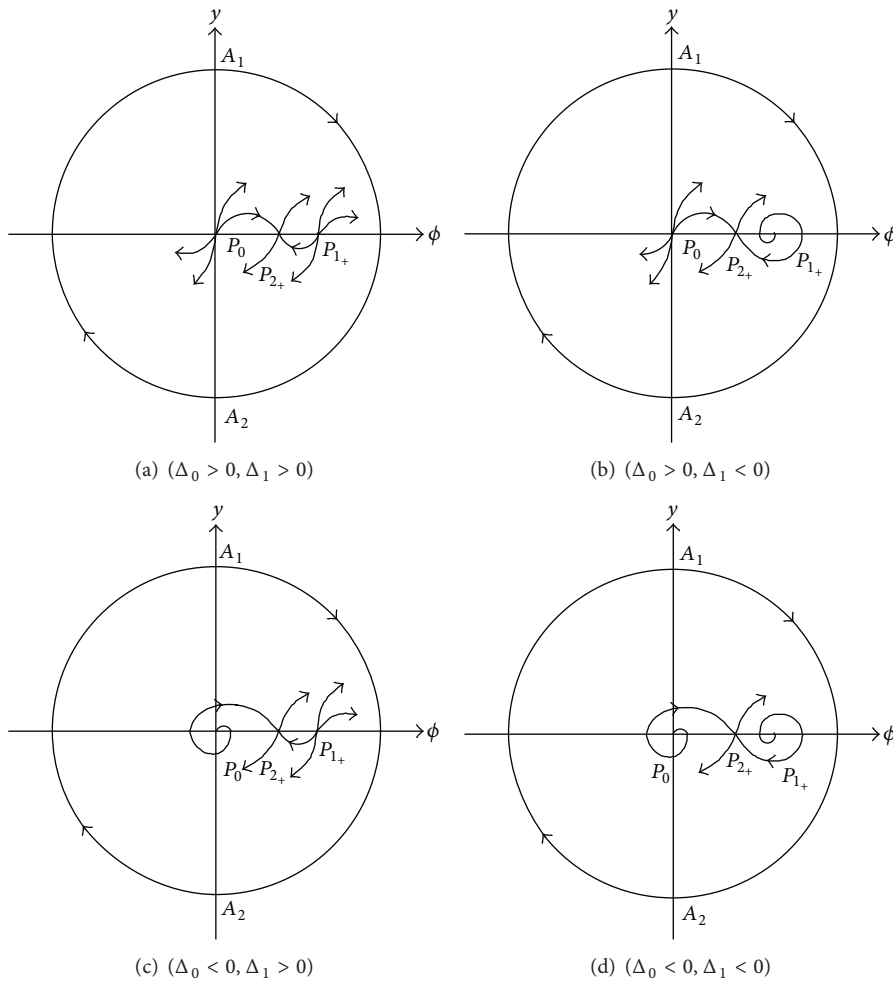 y
A₁
ϕ
P₀
P₂₊
P₁₊
A₂
(a) (Δ₀ > 0, Δ₁ > 0)
y
A₁
ϕ
P₀
P₂₊
P₁₊
A₂
(b) (Δ₀ > 0, Δ₁ < 0)
y
A₁
ϕ
P₀
P₂₊
P₁₊
A₂
(c) (Δ₀ < 0, Δ₁ > 0)
y
A₁
ϕ
P₀
P₂₊
P₁₊
A₂
(d) (Δ₀ < 0, Δ₁ < 0)